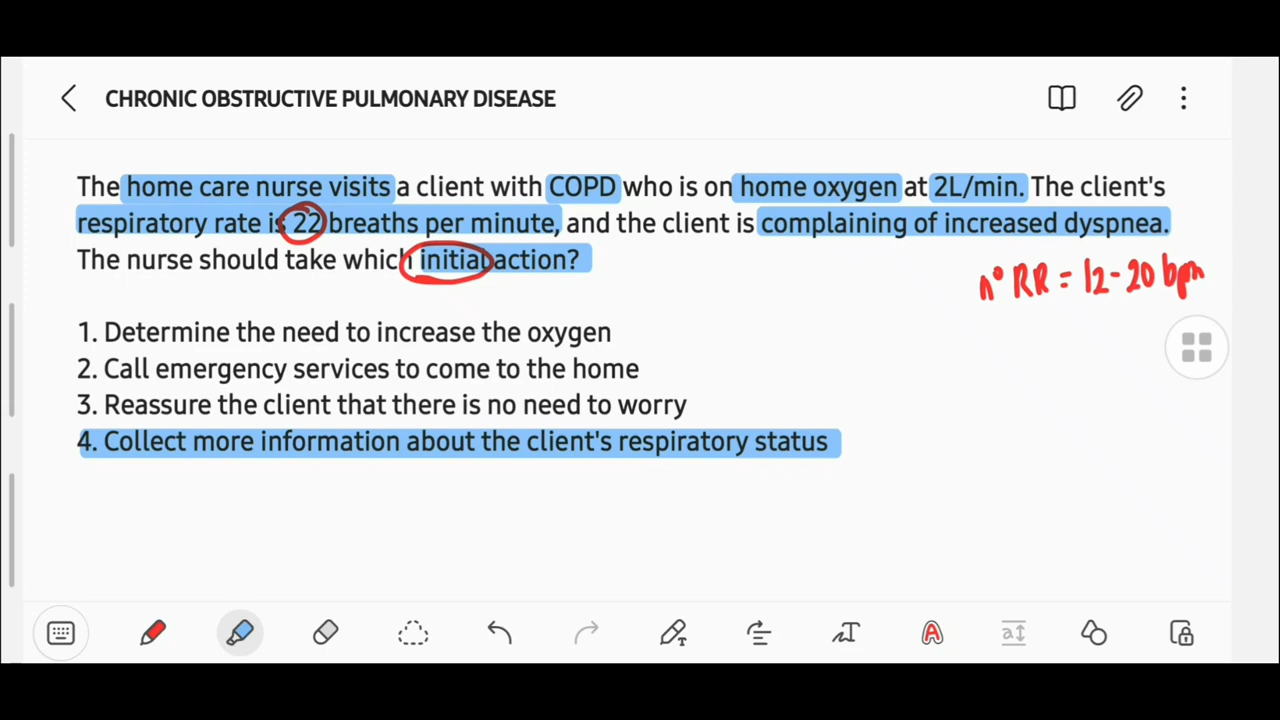 CHRONIC OBSTRUCTIVE PULMONARY DISEASE
The home care nurse visits a client with COPD who is on home oxygen at 2L/min. The client's
respiratory rate is 22 breaths per minute, and the client is complaining of increased dyspnea.
The nurse should take which initial action?
n° RR = 12-20 bpm
1. Determine the need to increase the oxygen
2. Call emergency services to come to the home
3. Reassure the client that there is no need to worry
4. Collect more information about the client's respiratory status